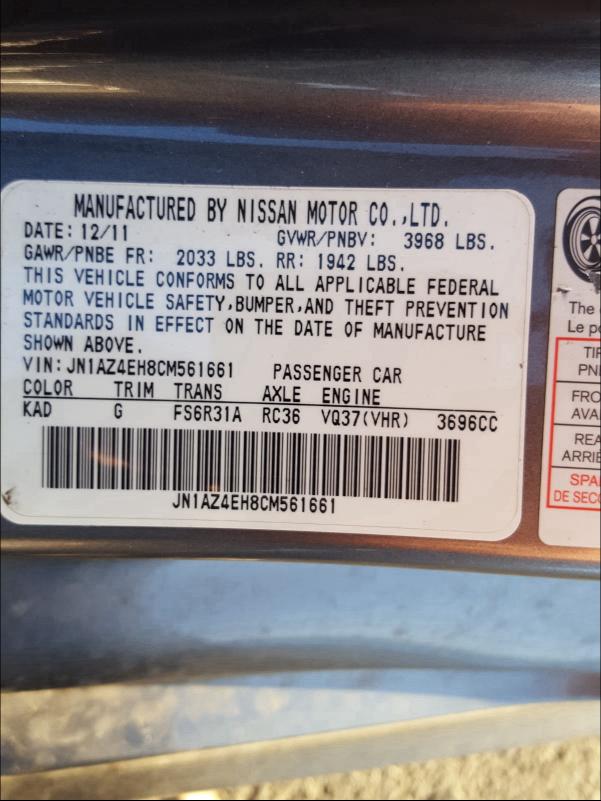 MANUFACTURED BY NISSAN MOTOR CO.,LTD.
DATE: 12/11 GVWR/PNBV: 3968 LBS.
GAWR/PNBE FR: 2033 LBS. RR: 1942 LBS.
THIS VEHICLE CONFORMS TO ALL APPLICABLE FEDERAL
MOTOR VEHICLE SAFETY,BUMPER,AND THEFT PREVENTION
STANDARDS IN EFFECT ON THE DATE OF MANUFACTURE
SHOWN ABOVE.
VIN: JN1AZ4EH8CM561661 PASSENGER CAR
COLOR TRIM TRANS AXLE ENGINE
KAD G FS6R31A RC36 VQ37(VHR) 3696CC
JN1AZ4EH8CM561661
The
Le
DE